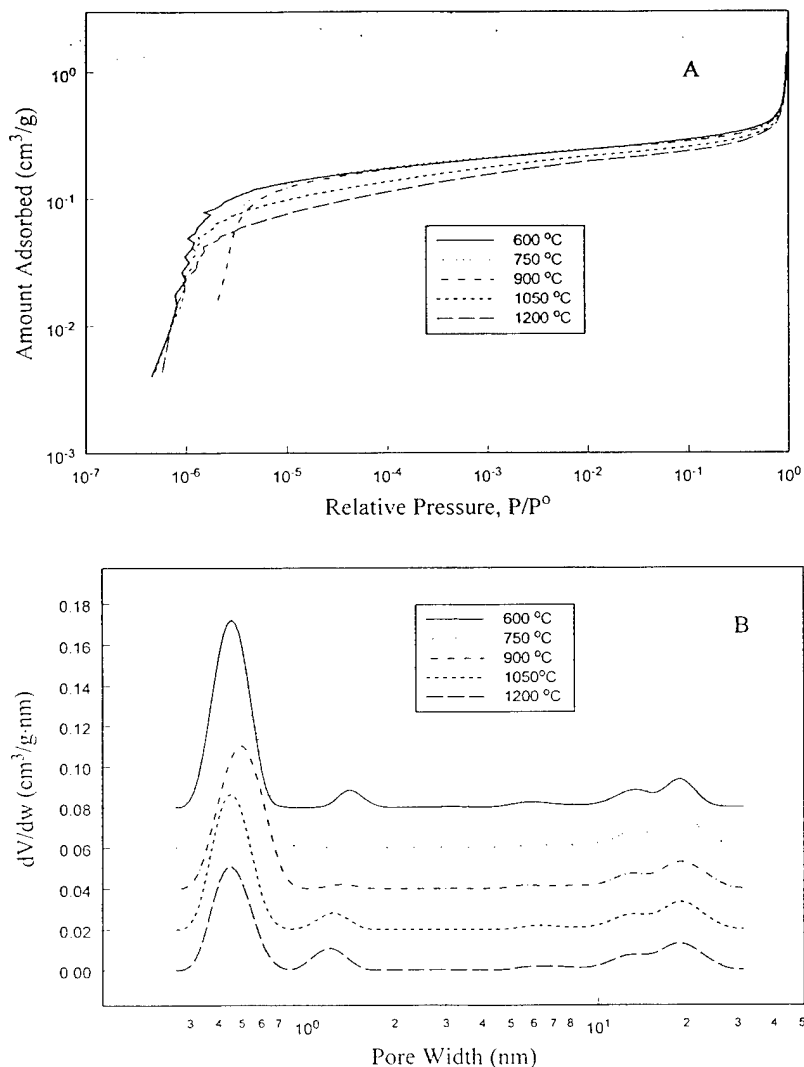 A
10⁰
10⁻¹
10⁻²
10⁻³
Amount Adsorbed (cm³/g)
600 °C
750 °C
900 °C
1050 °C
1200 °C
10⁻⁷ 10⁻⁶ 10⁻⁵ 10⁻⁴ 10⁻³ 10⁻² 10⁻¹ 10⁰
Relative Pressure, P/P°
B
0.18
0.16
0.14
0.12
0.10
0.08
0.06
0.04
0.02
0.00
dV/dw (cm³/g·nm)
600 °C
750 °C
900 °C
1050°C
1200 °C
3 4 5 6 7 10⁰ 2 3 4 5 6 7 8 10¹ 2 3 4 5
Pore Width (nm)